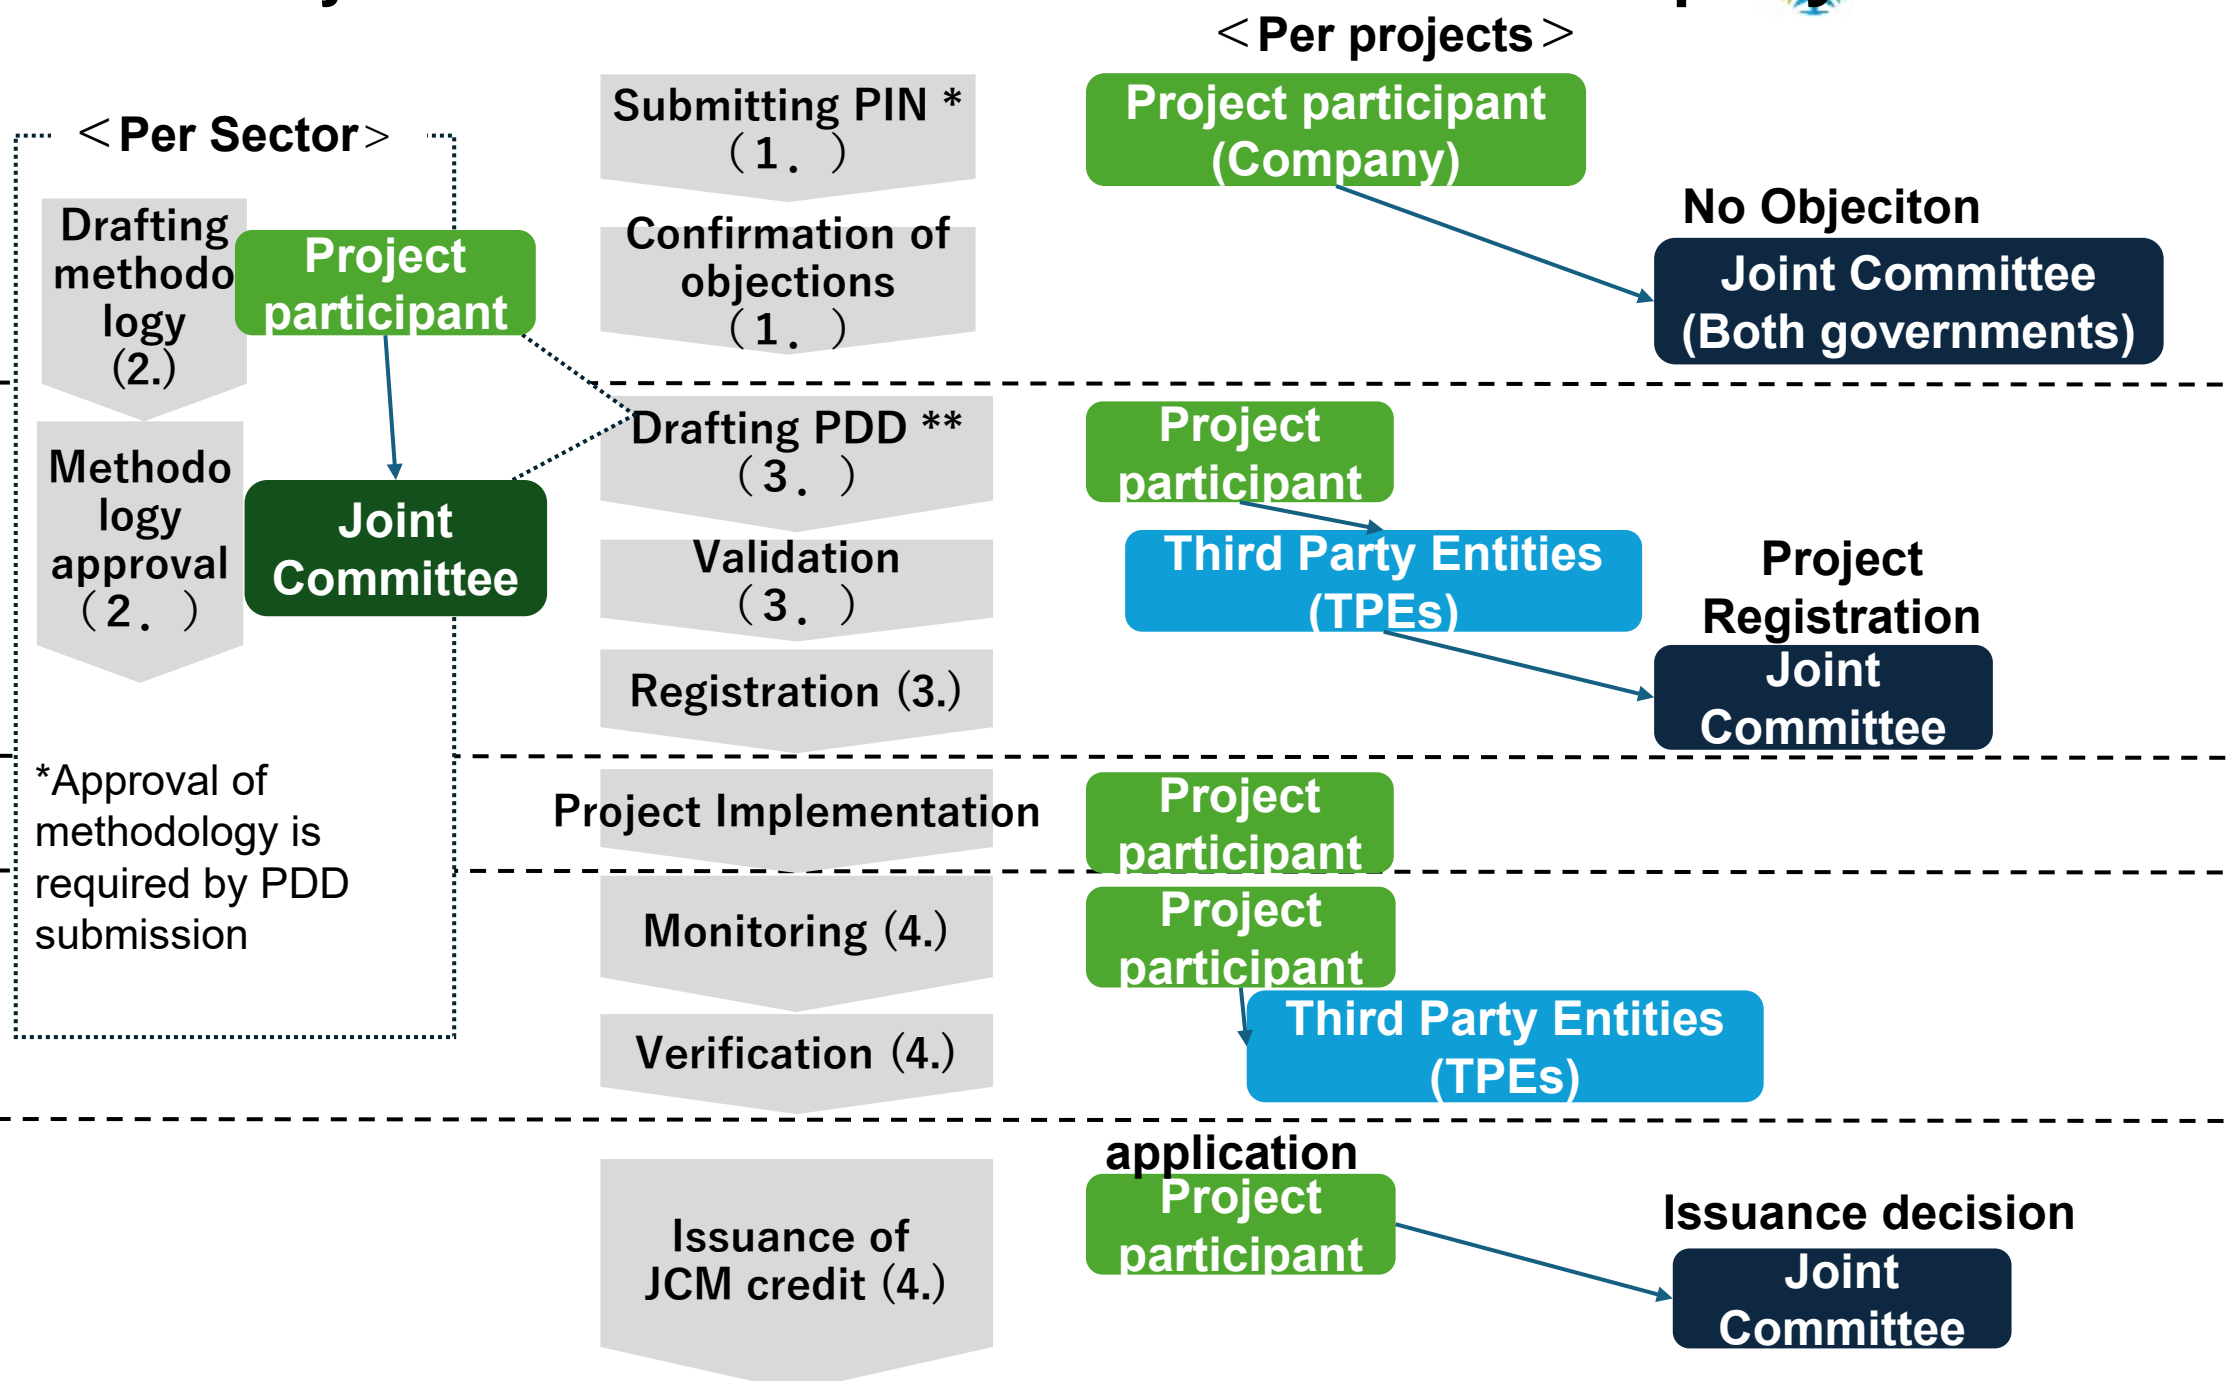 ＜Per projects＞
＜Per Sector＞
Drafting
methodo
logy
(2.)
Project
participant
Methodo
logy
approval
（2．）
Joint
Committee
*Approval of
methodology is
required by PDD
submission
Submitting PIN *
（1．）
Confirmation of
objections
（1．）
Project participant
(Company)
No Objeciton
Joint Committee
(Both governments)
Drafting PDD **
（3．）
Validation
（3．）
Registration (3.)
Project
participant
Third Party Entities
(TPEs)
Project
Registration
Joint
Committee
Project Implementation
Project
participant
Monitoring (4.)
Verification (4.)
Project
participant
Third Party Entities
(TPEs)
Issuance of
JCM credit (4.)
application
Project
participant
Issuance decision
Joint
Committee